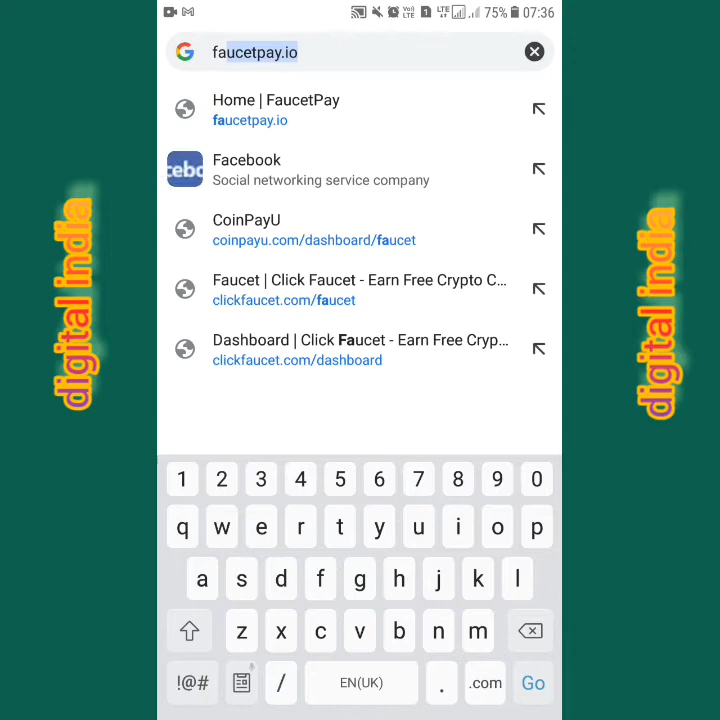 75% 07:36
faucetpay.io
Home | FaucetPay
faucetpay.io
cebo
Facebook
Social networking service company
CoinPayU
coinpayu.com/dashboard/faucet
Faucet | Click Faucet - Earn Free Crypto C...
clickfaucet.com/faucet
Dashboard | Click Faucet - Earn Free Cryp...
clickfaucet.com/dashboard
digital india
digital india
1 2 3 4 5 6 7 8 9 0
q w e r t y u i o p
a s d f g h j k l
z x c v b n m
!@# / EN(UK) . .com Go